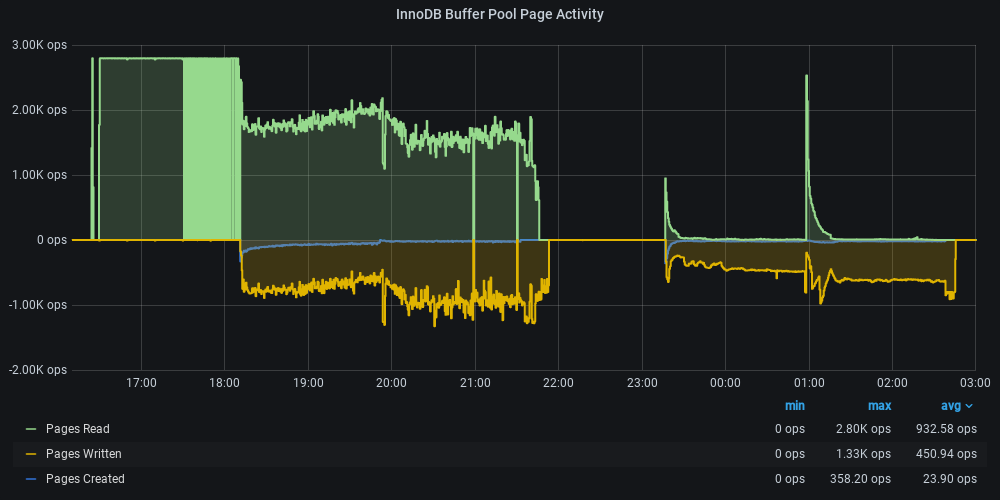 InnoDB Buffer Pool Page Activity
3.00K ops
2.00K ops
1.00K ops
0 ops
-1.00K ops
-2.00K ops
17:00 18:00 19:00 20:00 21:00 22:00 23:00 00:00 01:00 02:00 03:00
min max avg
Pages Read 0 ops 2.80K ops 932.58 ops
Pages Written 0 ops 1.33K ops 450.94 ops
Pages Created 0 ops 358.20 ops 23.90 ops